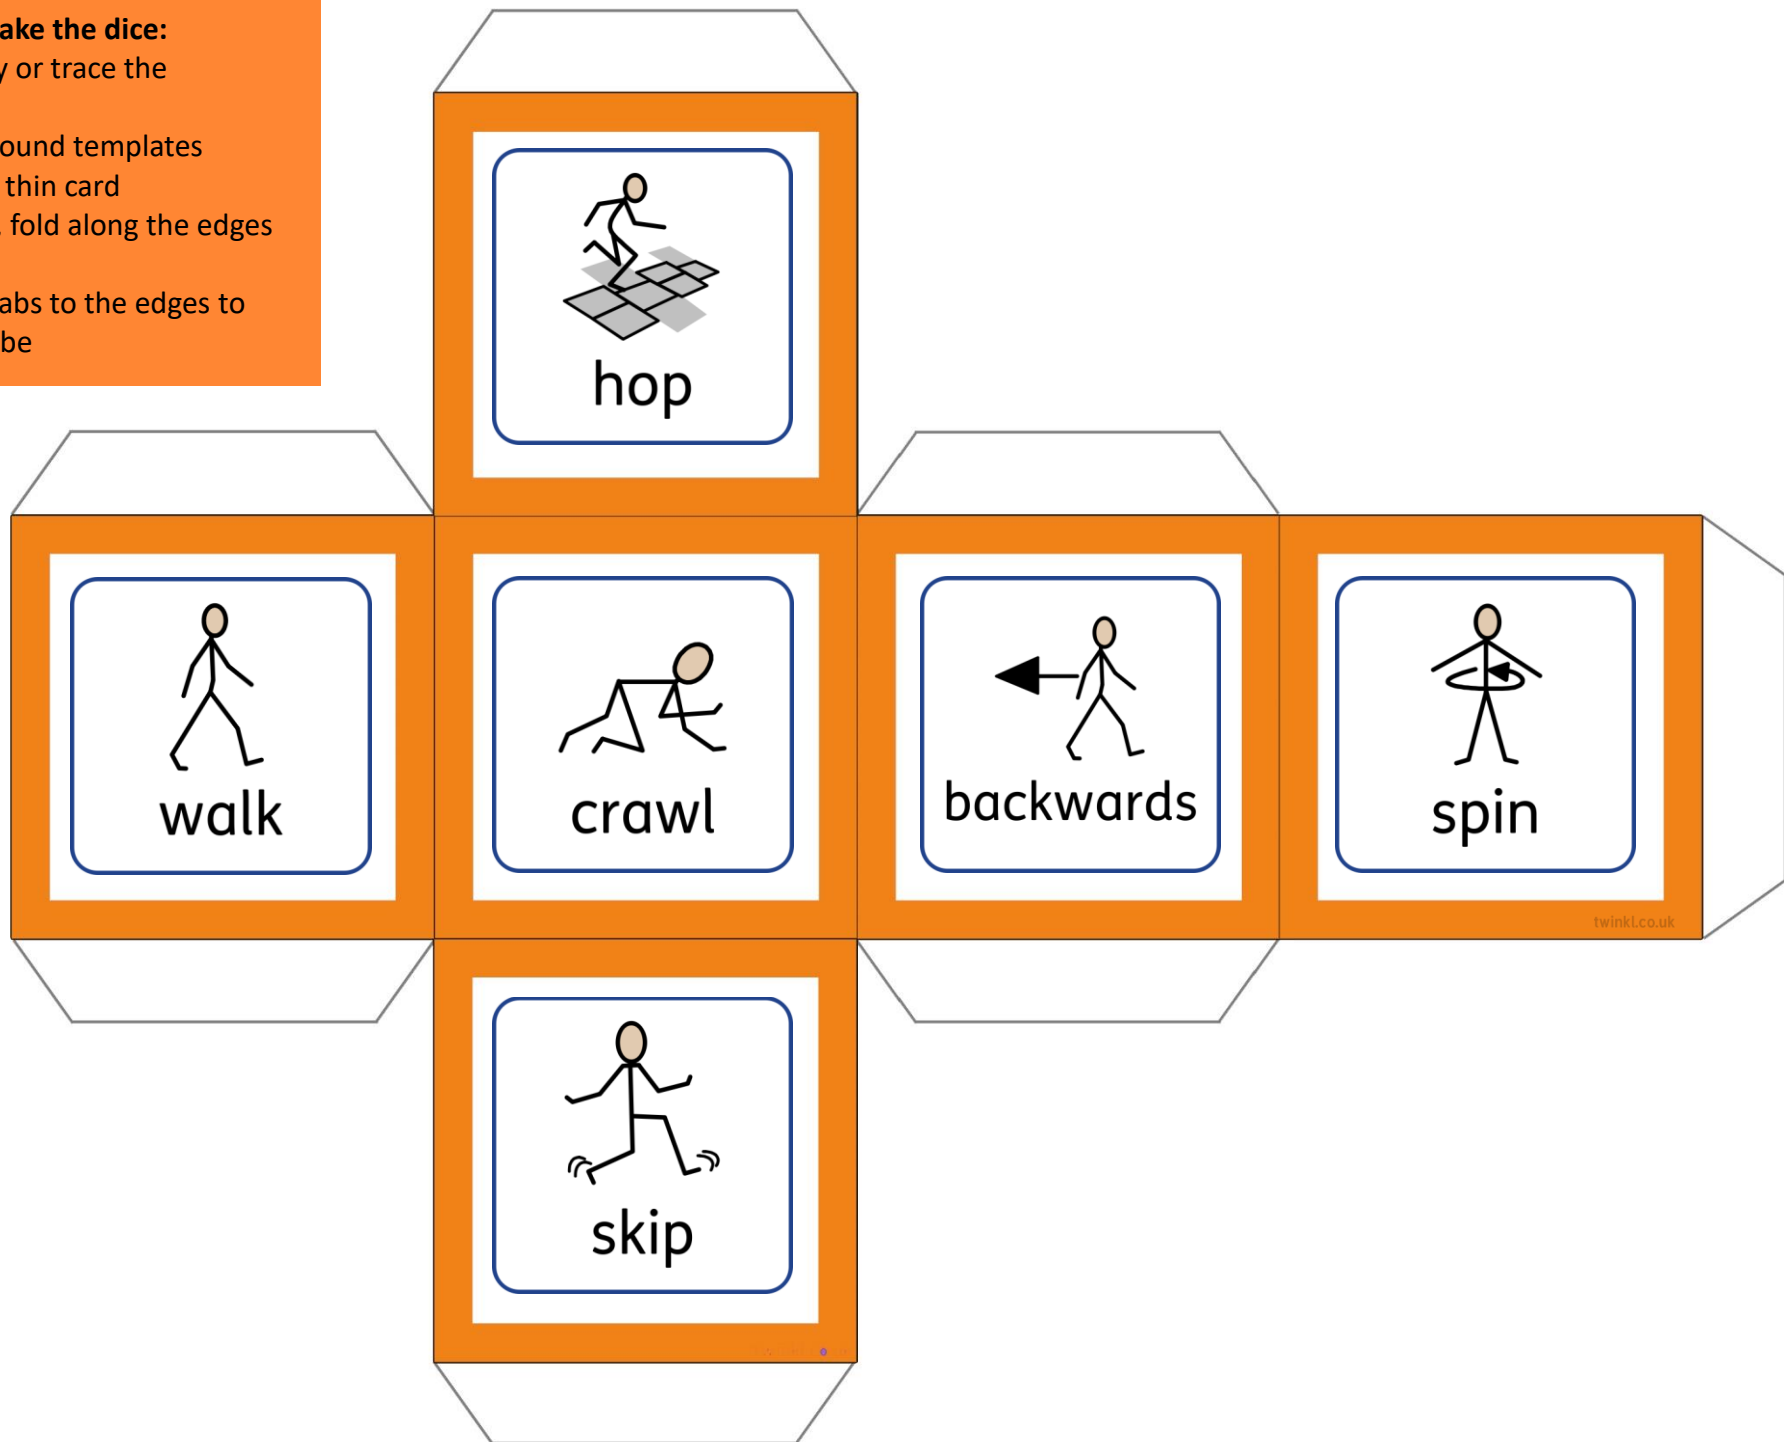 ake the dice:
y or trace the
ound templates
thin card
. fold along the edges
abs to the edges to
be
hop
walk
crawl
backwards
spin
twinkl.co.uk
skip